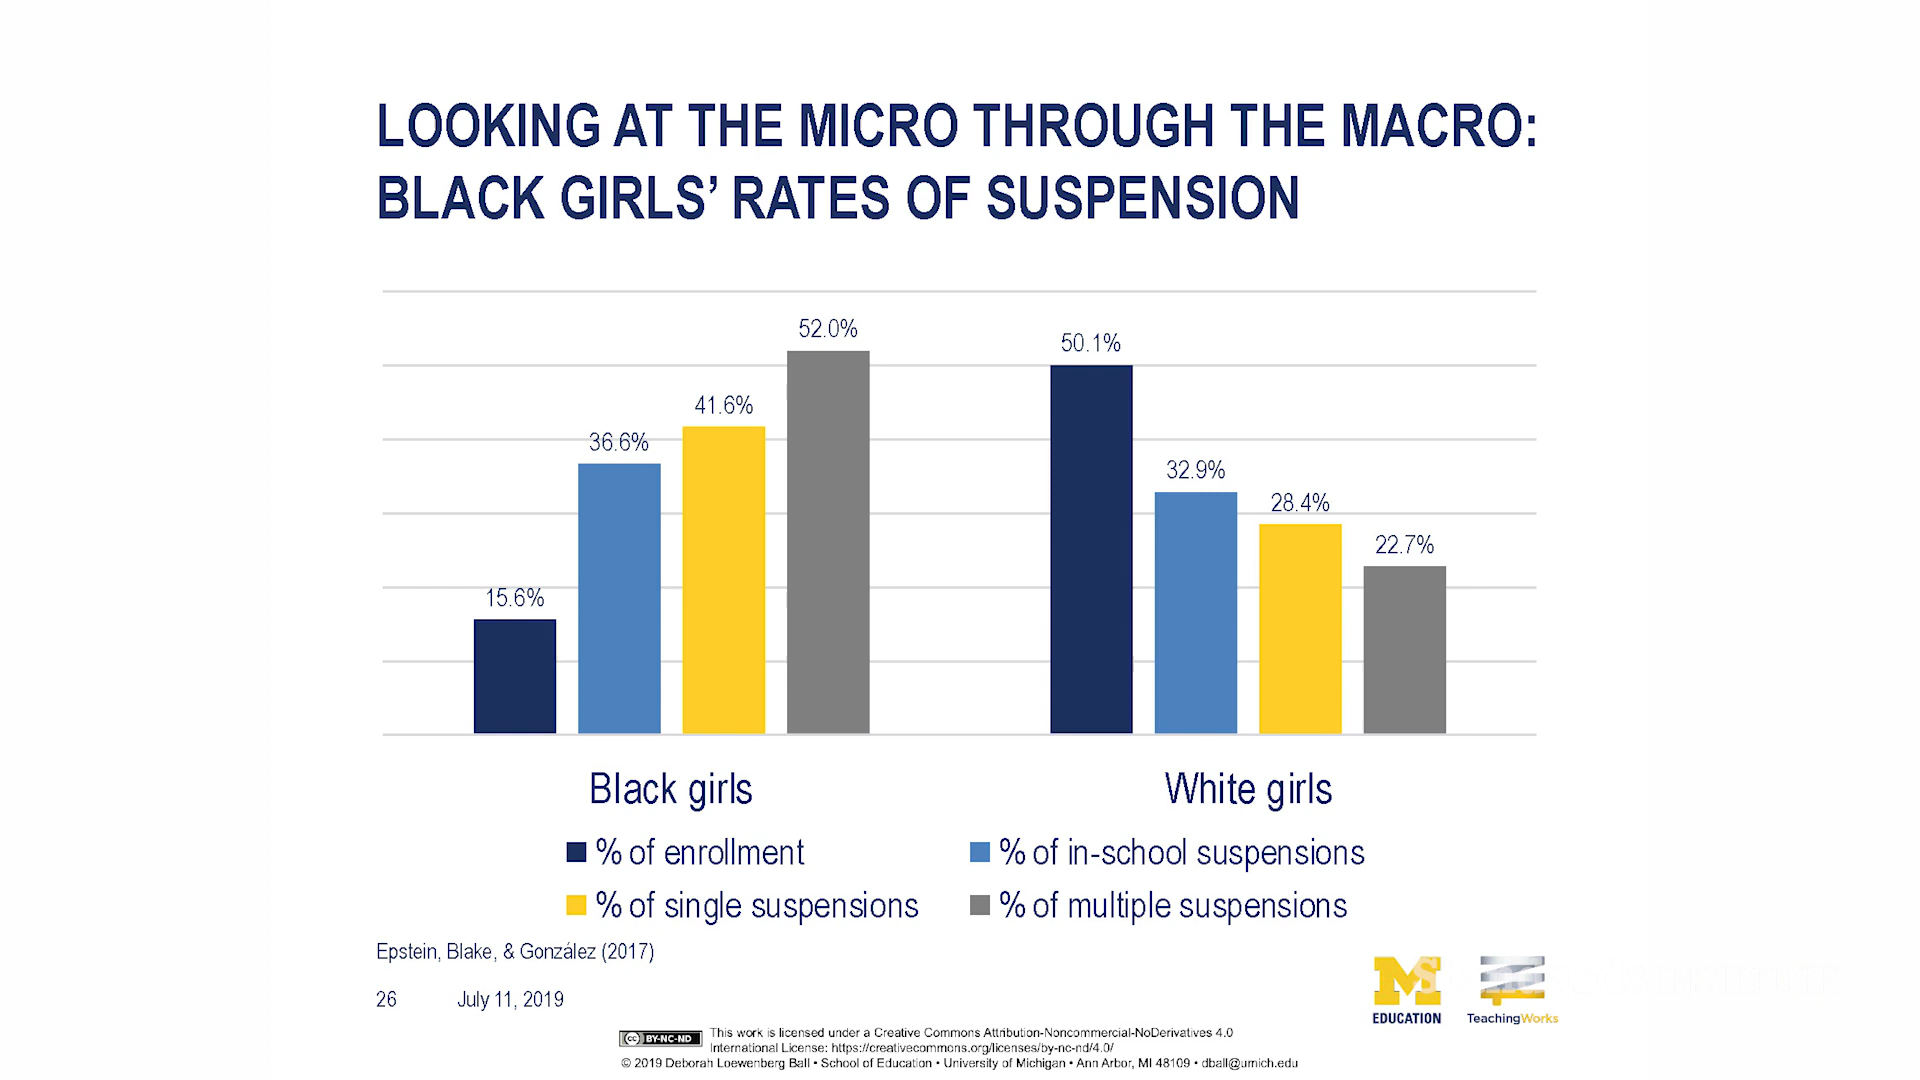 LOOKING AT THE MICRO THROUGH THE MACRO:
BLACK GIRLS’ RATES OF SUSPENSION
52.0%
50.1%
41.6%
36.6%
32.9%
28.4%
22.7%
15.6%
Black girls
White girls
% of enrollment
% of in-school suspensions
% of single suspensions
% of multiple suspensions
Epstein, Blake, & González (2017)
26 July 11, 2019
M
EDUCATION
TeachingWorks
cc BY-NC-ND
This work is licensed under a Creative Commons Attribution-Noncommercial-NoDerivatives 4.0
International License: https://creativecommons.org/licenses/by-nc-nd/4.0/
© 2019 Deborah Loewenberg Ball • School of Education • University of Michigan • Ann Arbor, MI 48109 • dball@umich.edu